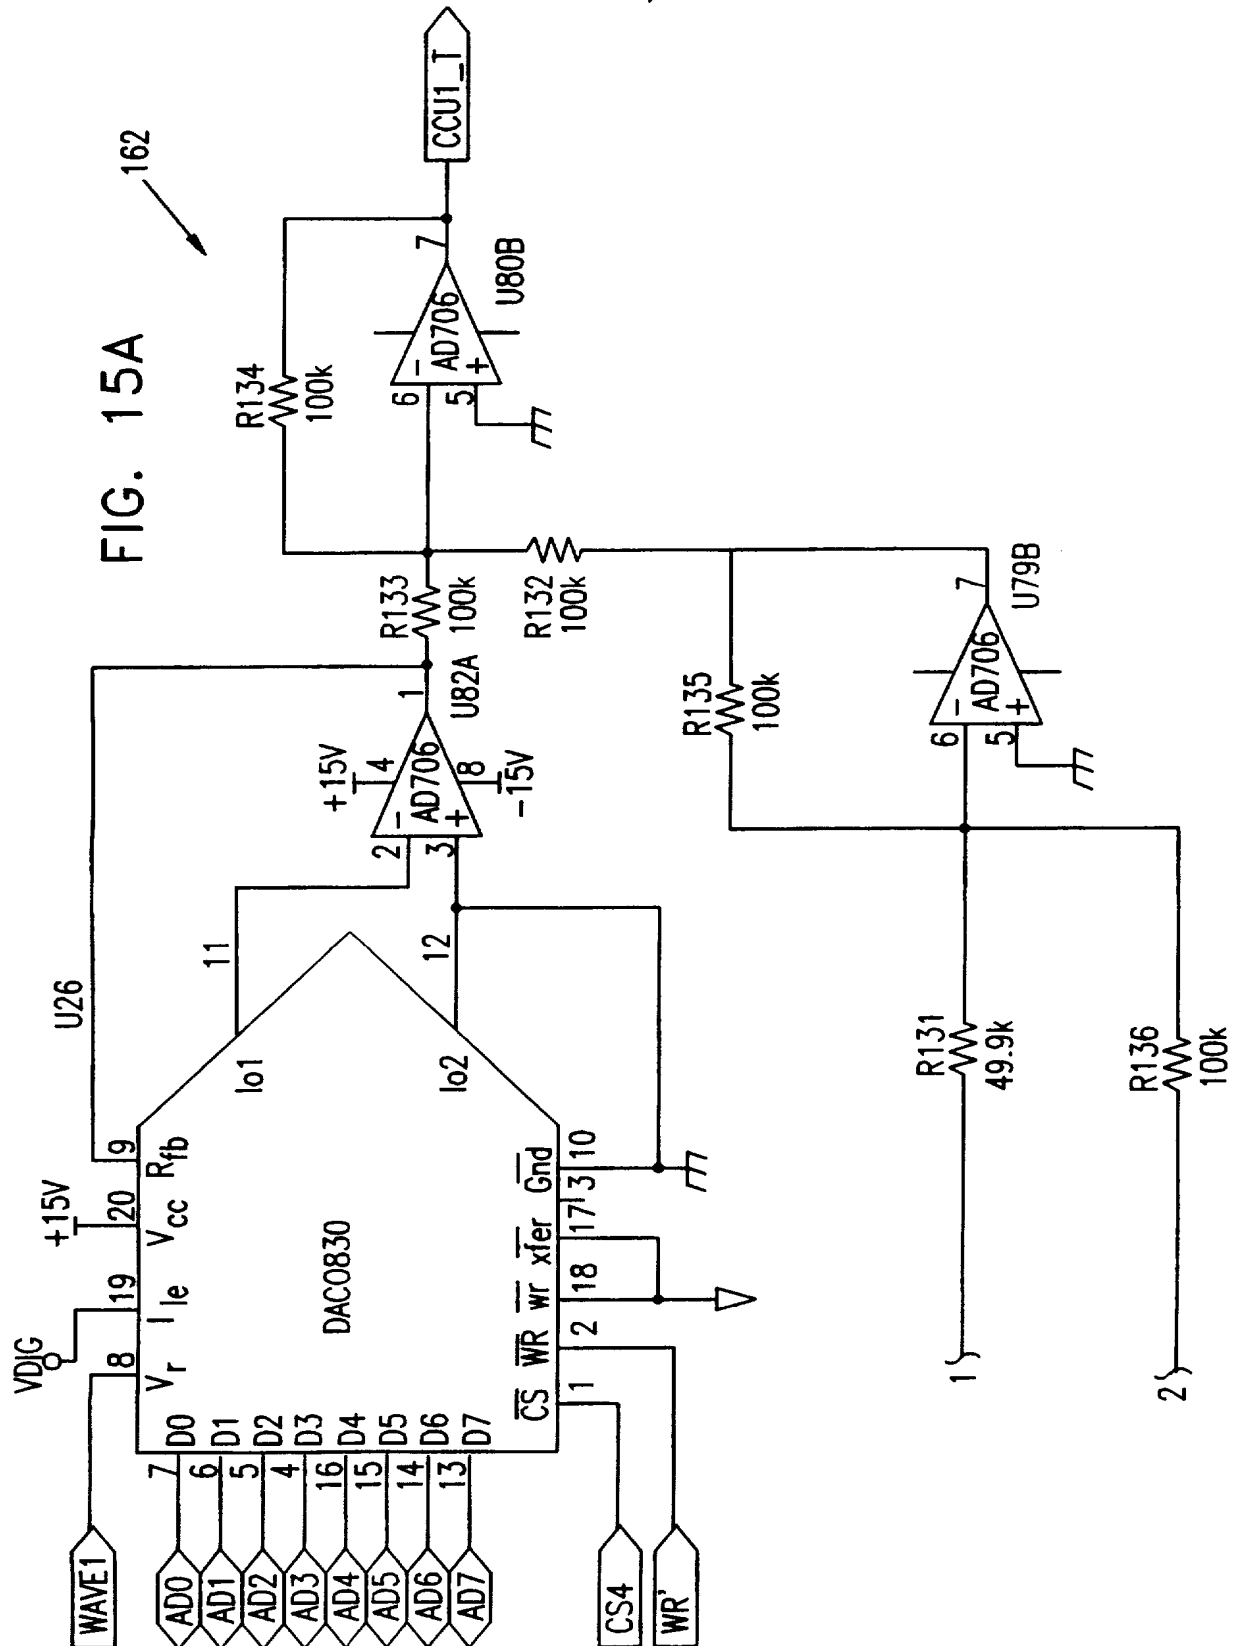 FIG. 15A
162
WAVE1
AD0
AD1
AD2
AD3
AD4
AD5
AD6
AD7
CS4
WR'
7
6
5
4
16
15
14
13
D0
D1
D2
D3
D4
D5
D6
D7
VDIG
+15V
8
19
20
9
Vr
Ile
Vcc
Rfb
DAC0830
CS
WR
wr
xfer
Gnd
1
2
18
17
3
10
U26
Io1
Io2
11
12
+15V
4
2
3
AD706
-
+
1
8
-15V
U82A
R133
100k
R134
100k
R132
100k
6
5
AD706
-
+
7
U80B
CCU1_T
1
2
R131
49.9k
R136
100k
R135
100k
6
5
AD706
-
+
7
U79B